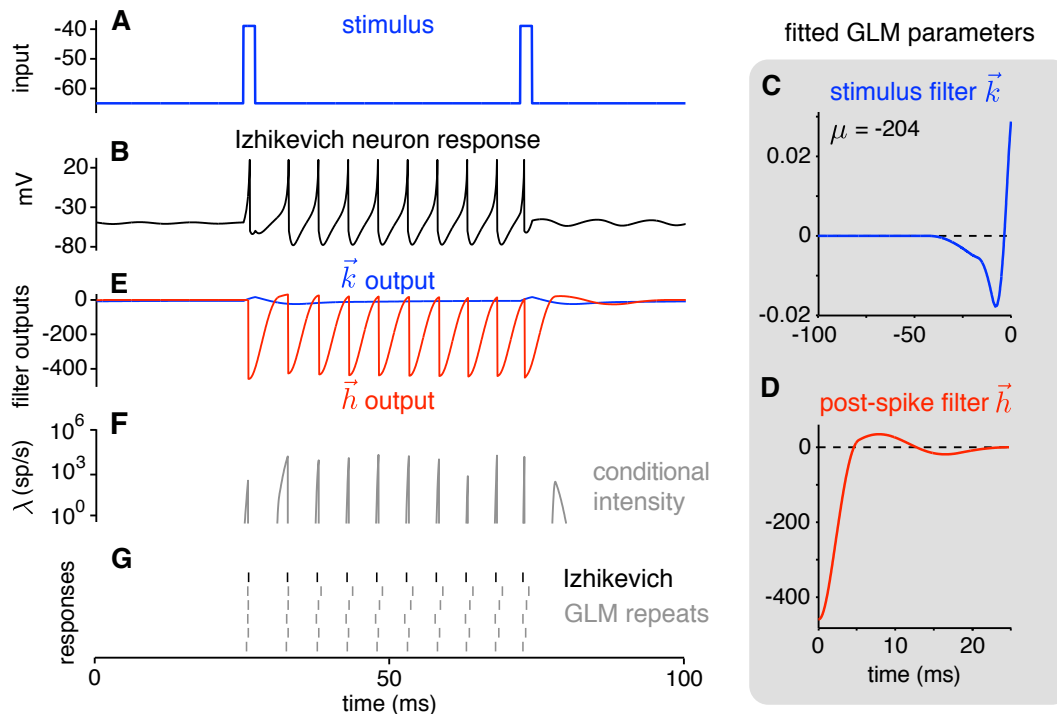 A
stimulus
input
-40
-50
-60
B
Izhikevich neuron response
mV
20
-30
-80
E
k output
filter outputs
0
-200
-400
h output
F
λ (sp/s)
10^6
10^3
10^0
conditional
intensity
G
responses
Izhikevich
GLM repeats
0
50
100
time (ms)
fitted GLM parameters
C
stimulus filter k
μ = -204
0.02
0
-0.02
-100
-50
0
D
post-spike filter h
0
-200
-400
0
10
20
time (ms)